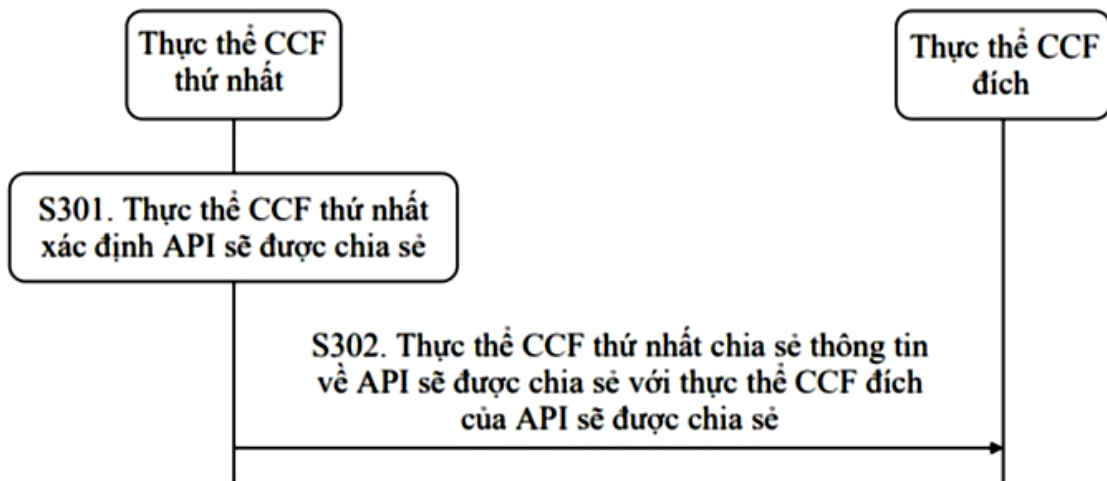 Thực thể CCF
thứ nhất
Thực thể CCF
đích
S301. Thực thể CCF thứ nhất
xác định API sẽ được chia sẻ
S302. Thực thể CCF thứ nhất chia sẻ thông tin
về API sẽ được chia sẻ với thực thể CCF đích
của API sẽ được chia sẻ